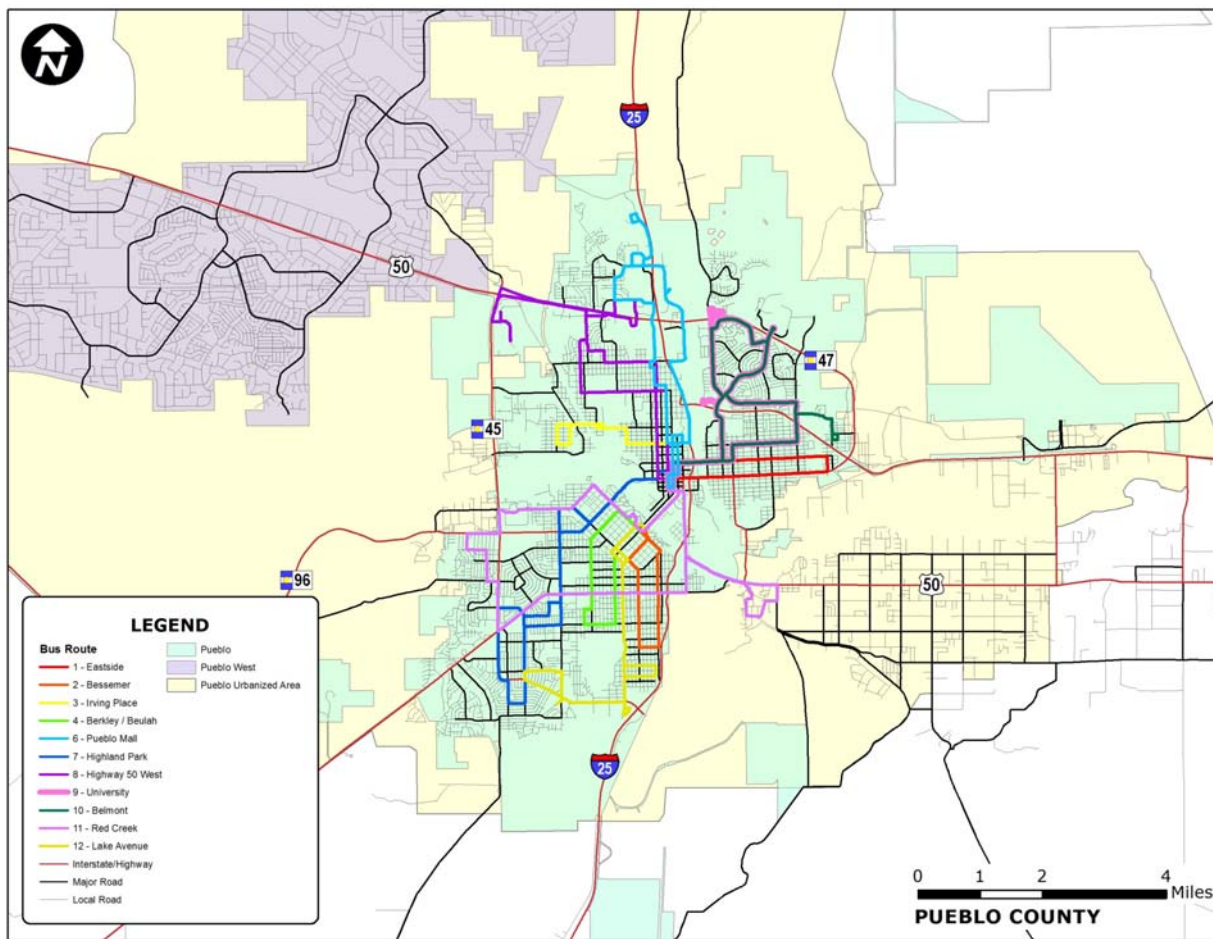 N
25
50
47
45
96
50
25
LEGEND
Bus Route
1 - Eastside
2 - Bessemer
3 - Irving Place
4 - Berkley / Beulah
6 - Pueblo Mall
7 - Highland Park
8 - Highway 50 West
9 - University
10 - Belmont
11 - Red Creek
12 - Lake Avenue
Interstate/Highway
Major Road
Local Road
Pueblo
Pueblo West
Pueblo Urbanized Area
0 1 2 4
Miles
PUEBLO COUNTY